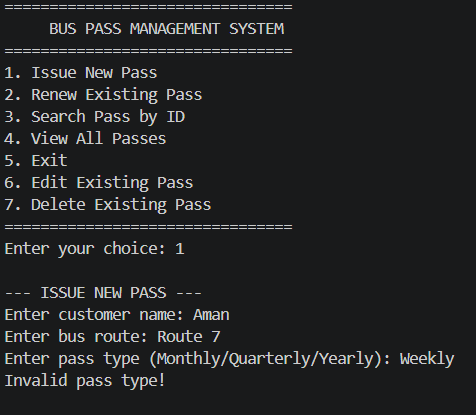 ================================
BUS PASS MANAGEMENT SYSTEM
================================
1. Issue New Pass
2. Renew Existing Pass
3. Search Pass by ID
4. View All Passes
5. Exit
6. Edit Existing Pass
7. Delete Existing Pass
================================
Enter your choice: 1
--- ISSUE NEW PASS ---
Enter customer name: Aman
Enter bus route: Route 7
Enter pass type (Monthly/Quarterly/Yearly): Weekly
Invalid pass type!